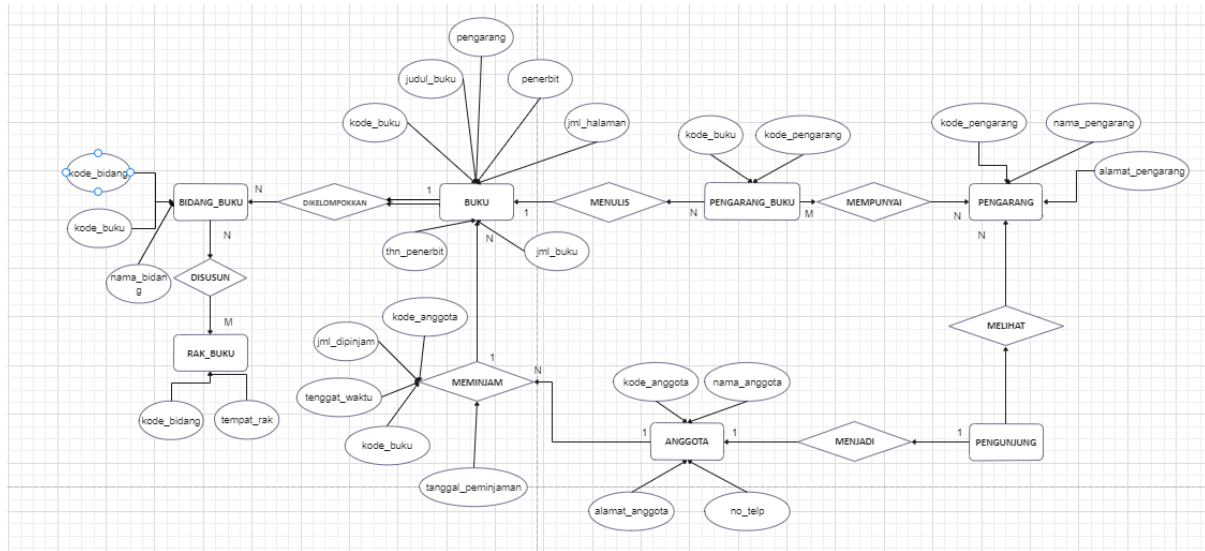 pengarang
judul_buku
penerbit
kode_buku
jml_halaman
kode_buku
kode_pengarang
kode_pengarang
nama_pengarang
alamat_pengarang
kode_bidang
BIDANG_BUKU
N
DIKELOMPOKKAN
1
BUKU
1
MENULIS
N
PENGARANG_BUKU
M
MEMPUNYAI
N
PENGARANG
N
kode_buku
N
thn_penerbit
N
jml_buku
nama_bidan
g
DISUSUN
M
RAK_BUKU
kode_anggota
jml_dipinjam
MELIHAT
1
tenggat_waktu
MEMINJAM
N
kode_anggota
nama_anggota
kode_bidang
tempat_rak
kode_buku
1
ANGGOTA
1
MENJADI
1
PENGUNJUNG
tanggal_peminjaman
alamat_anggota
no_telp